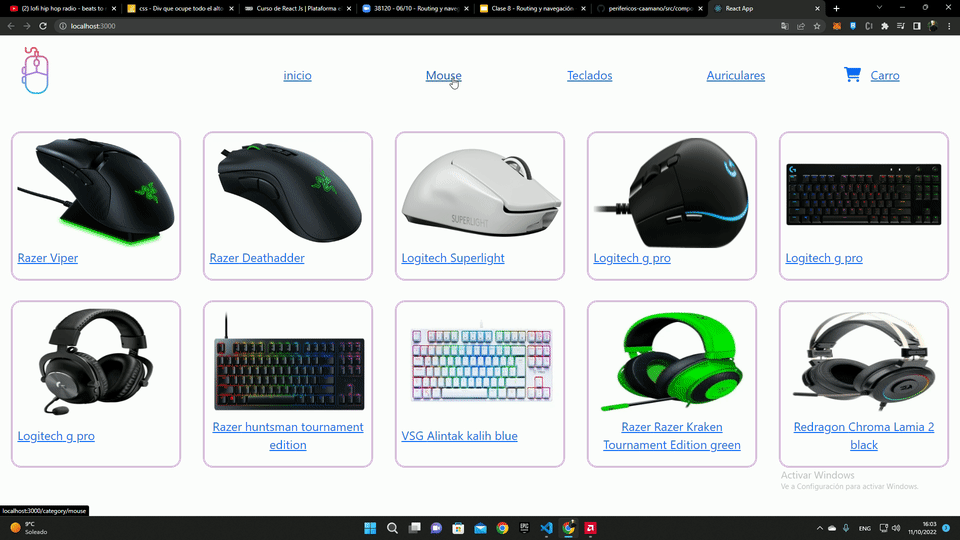 (2) lofi hip hop radio - beats to r
css - Div que ocupe todo el alto
Curso de React Js | Plataforma e
38120 - 06/10 - Routing y naveg
Clase 8 - Routing y navegación
perifericos-caamano/src/compo
React App
localhost:3000
inicio
Mouse
Teclados
Auriculares
Carro
SUPERLIGHT
Razer Viper
Razer Deathadder
Logitech Superlight
Logitech g pro
Logitech g pro
Logitech g pro
Razer huntsman tournament
edition
VSG Alintak kalih blue
Razer Razer Kraken
Tournament Edition green
Redragon Chroma Lamia 2
black
Activar Windows
Ve a Configuración para activar Windows.
localhost:3000/category/mouse
9°C
Soleado
EPIC
ENG
16:03
11/10/2022